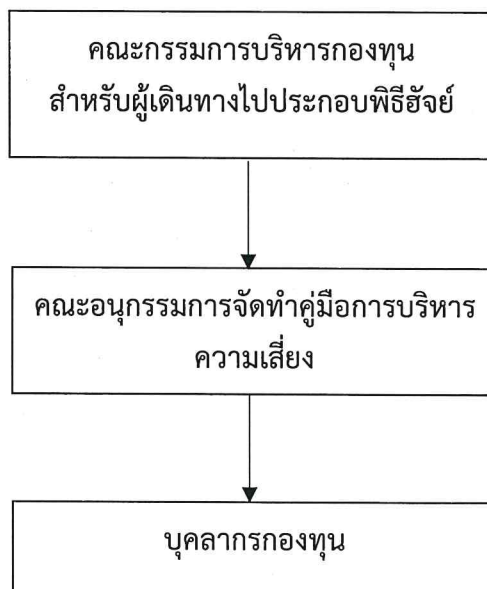 คณะกรรมการบริหารกองทุน
สำหรับผู้เดินทางไปประกอบพิธีฮัจย์
คณะอนุกรรมการจัดทำคู่มือการบริหาร
ความเสี่ยง
บุคลากรกองทุน